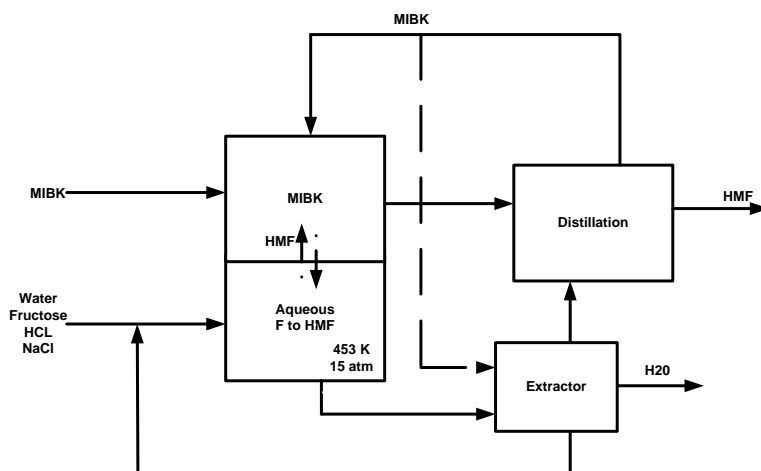 MIBK
MIBK
MIBK
HMF
Distillation
HMF
Water
Fructose
HCL
NaCl
Aqueous
F to HMF
453 K
15 atm
Extractor
H20